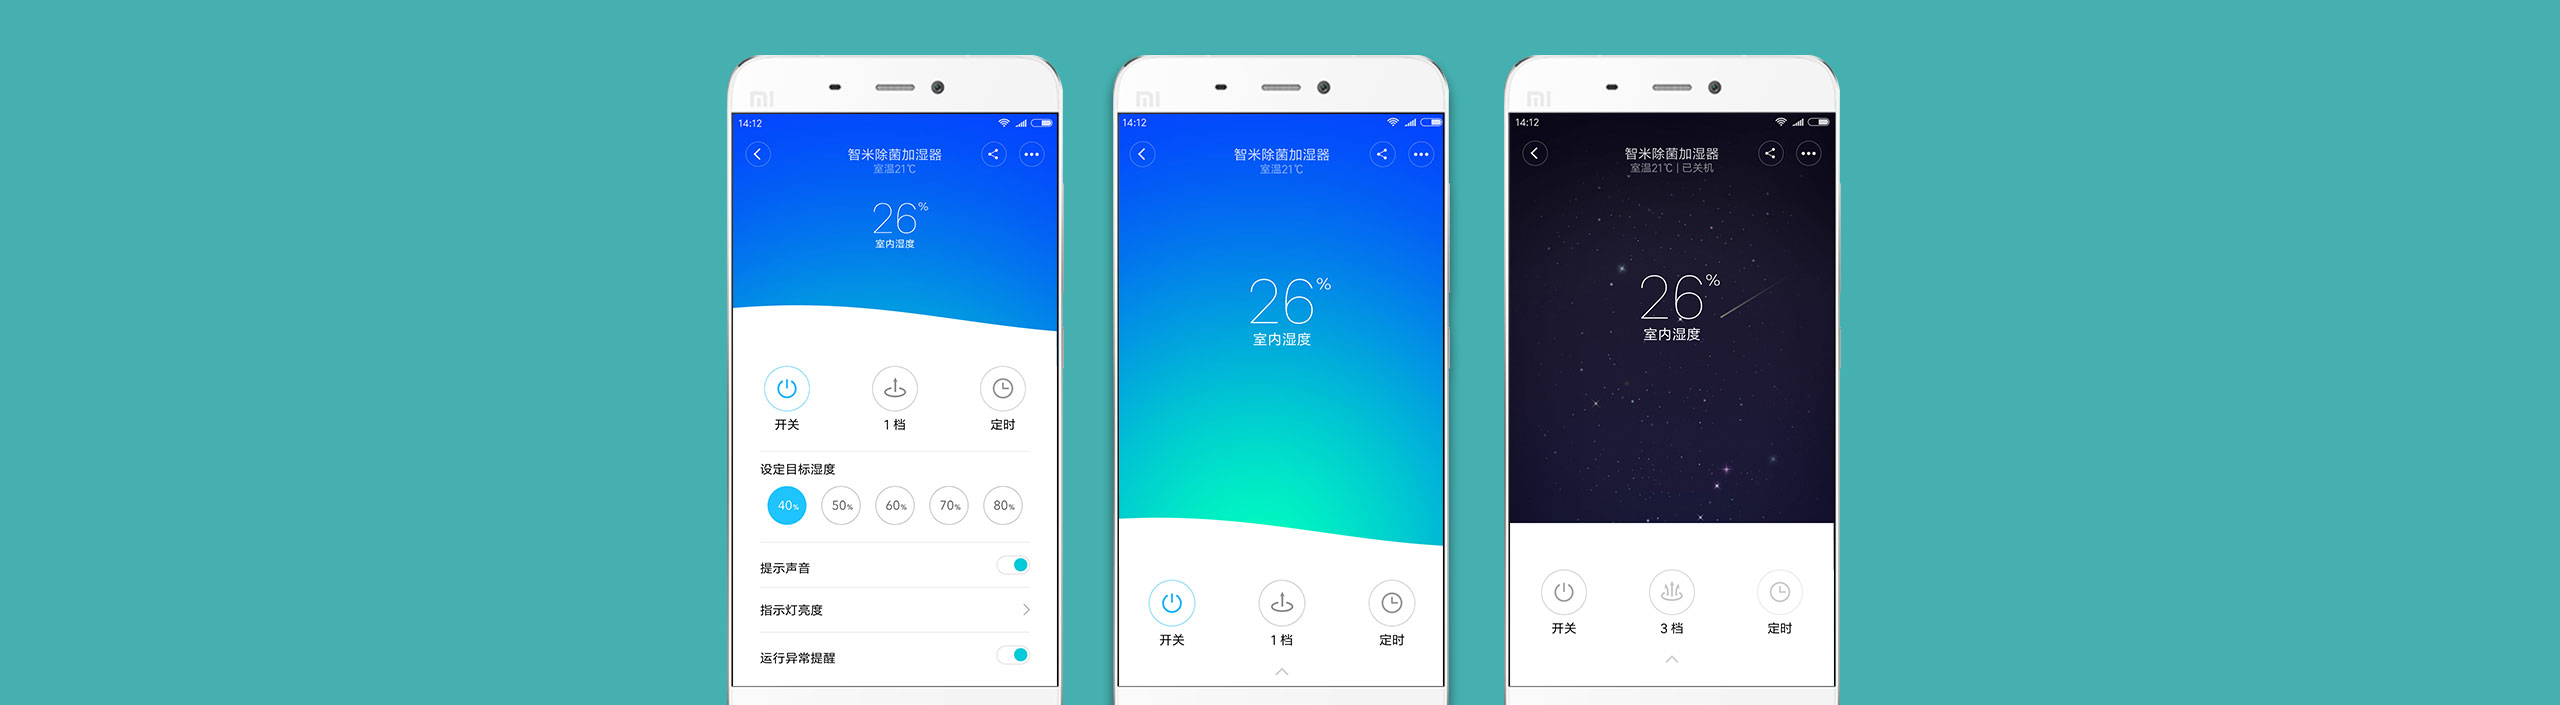 MI
14:12
智米除菌加湿器
室温21℃
26%
室内湿度
开关
1 档
定时
设定目标湿度
40%
50%
60%
70%
80%
提示声音
指示灯亮度
运行异常提醒
MI
14:12
智米除菌加湿器
室温21℃
26%
室内湿度
开关
1 档
定时
MI
14:12
智米除菌加湿器
室温21℃ | 已关机
26%
室内湿度
开关
3 档
定时